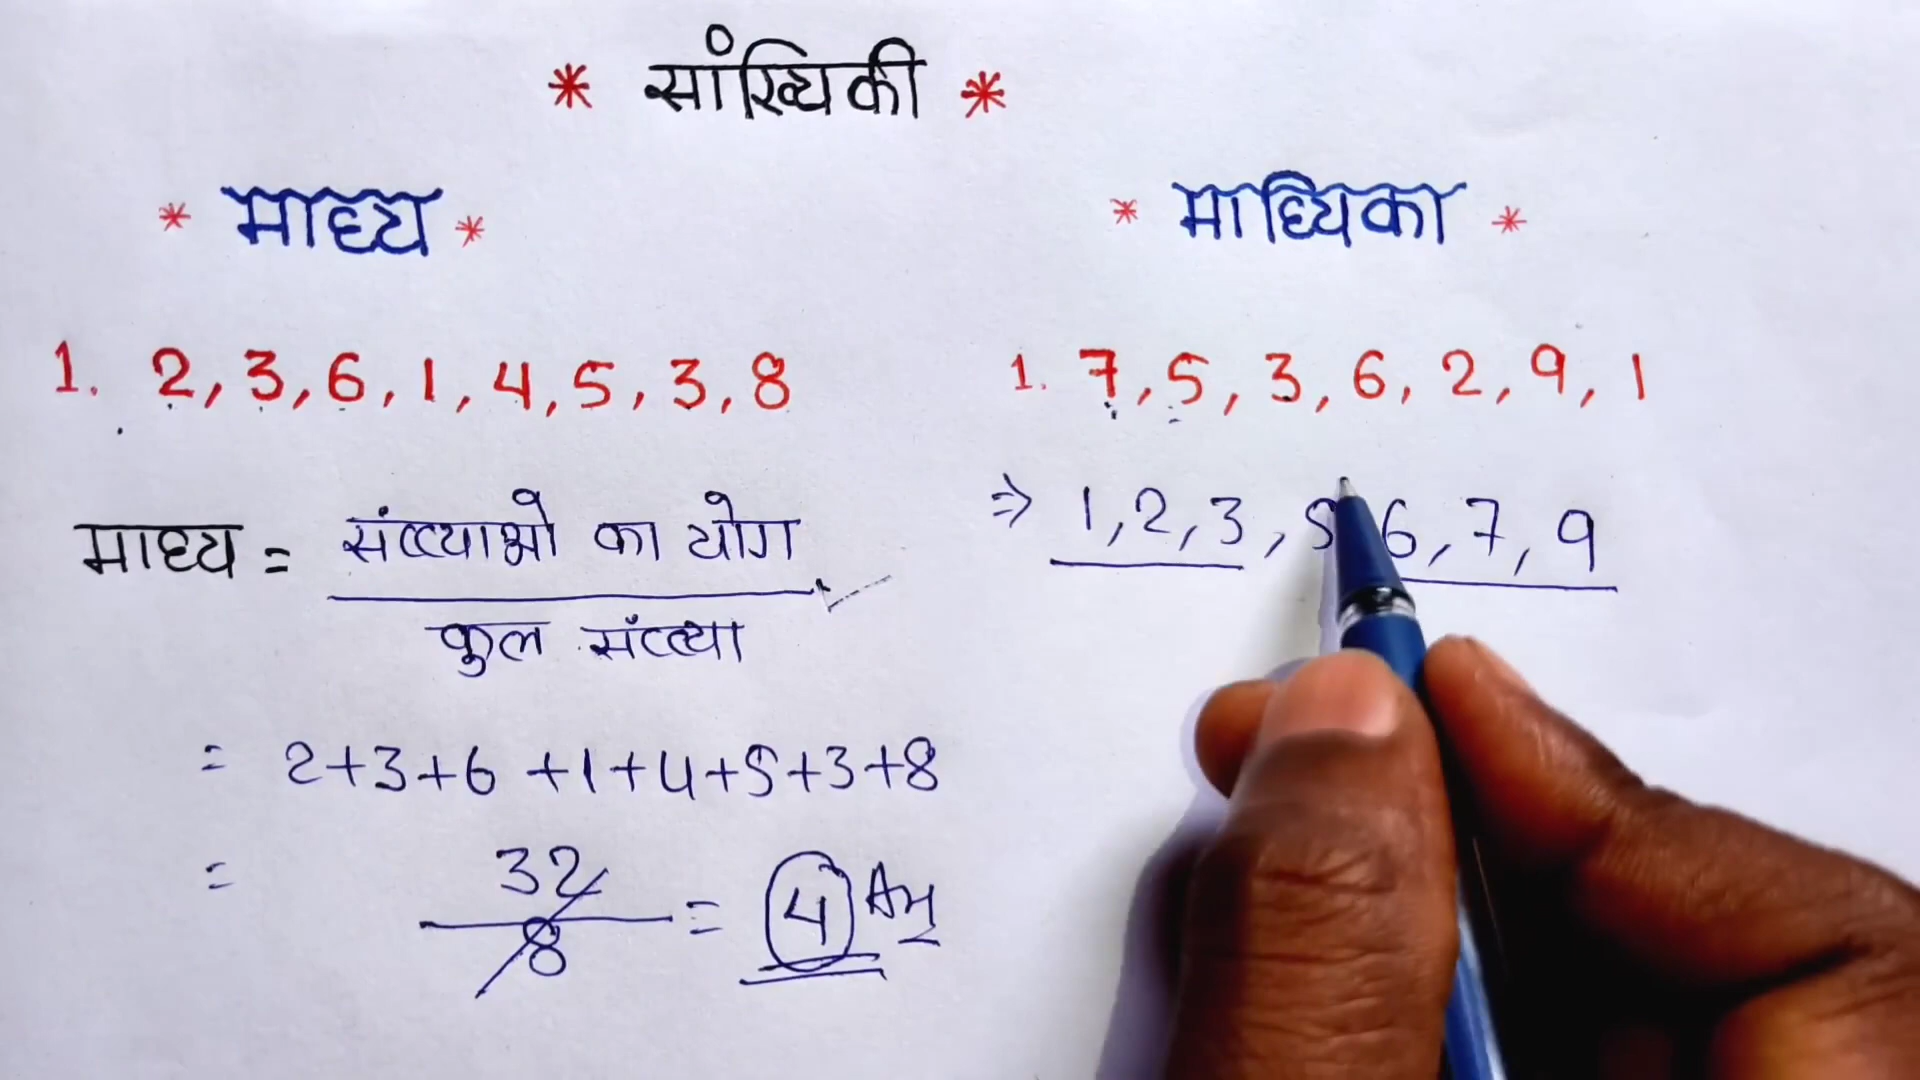 * सांख्यिकी *
* माध्य *
1. 2, 3, 6, 1, 4, 5, 3, 8
माध्य = संख्याओ का योग
कुल संख्या
= 2+3+6+1+4+5+3+8
= 32
8
= 4 Ans
* माध्यिका *
1. 7, 5, 3, 6, 2, 9, 1
⇒ 1, 2, 3, 5 6, 7, 9